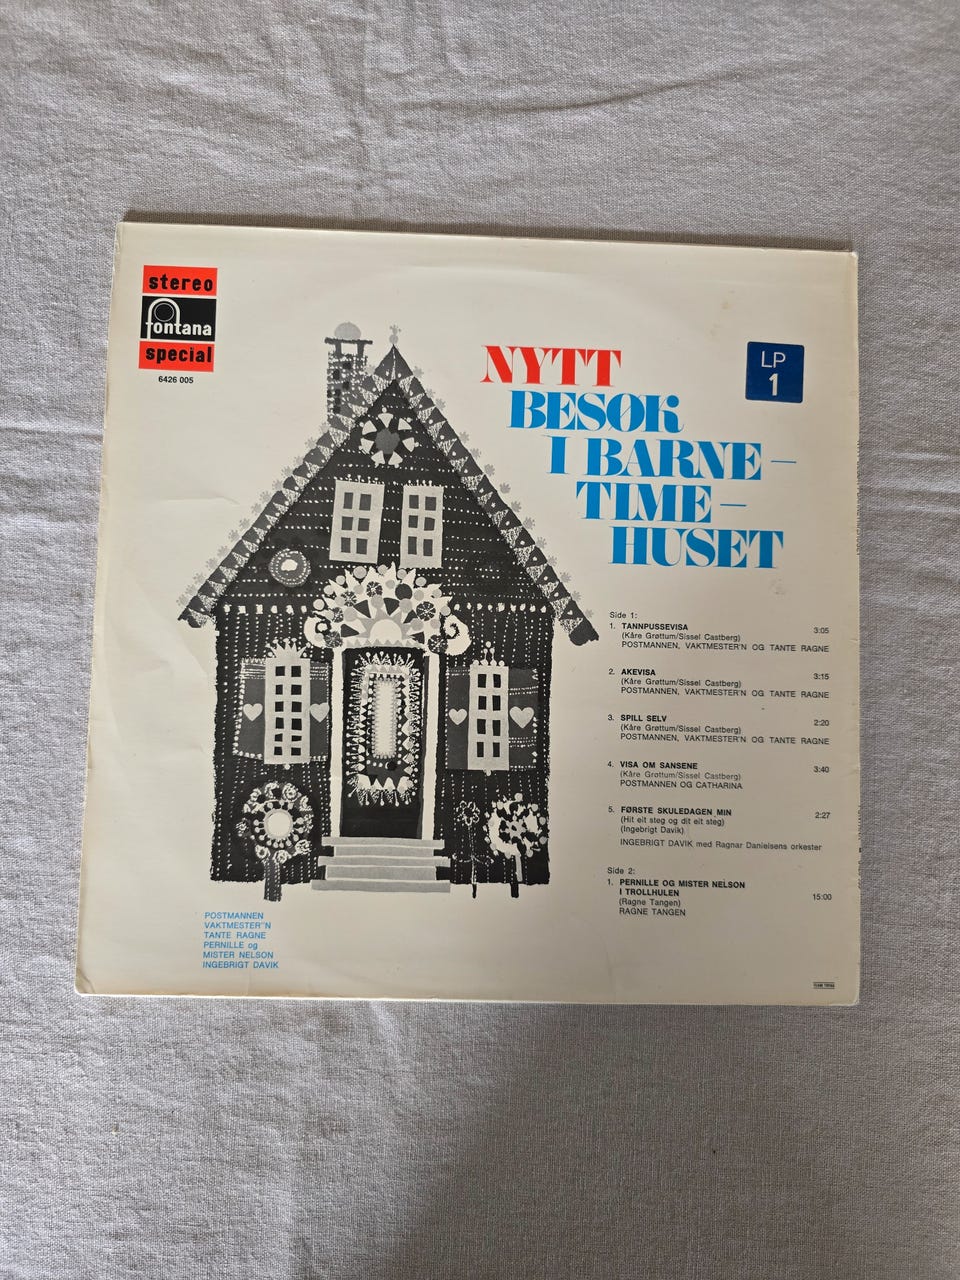 stereo
fontana
special
6426 005
NYTT
BESØK
I BARNE-
TIME-
HUSET
LP
1
Side 1:
1. TANNPUSSEVISA 3:05
(Kåre Grøttum/Sissel Castberg)
POSTMANNEN, VAKTMESTER'N OG TANTE RAGNE
2. AKEVISA 3:15
(Kåre Grøttum/Sissel Castberg)
POSTMANNEN, VAKTMESTER'N OG TANTE RAGNE
3. SPILL SELV 2:20
(Kåre Grøttum/Sissel Castberg)
POSTMANNEN, VAKTMESTER'N OG TANTE RAGNE
4. VISA OM SANSENE 3:40
(Kåre Grøttum/Sissel Castberg)
POSTMANNEN OG CATHARINA
5. FØRSTE SKULEDAGEN MIN 2:27
(Hit eit steg og dit eit steg)
(Ingebrigt Davik)
INGEBRIGT DAVIK med Ragnar Danielsens orkester
Side 2:
1. PERNILLE OG MISTER NELSON
I TROLLHULEN 15:00
(Ragne Tangen)
RAGNE TANGEN
POSTMANNEN
VAKTMESTER"N
TANTE RAGNE
PERNILLE og
MISTER NELSON
INGEBRIGT DAVIK